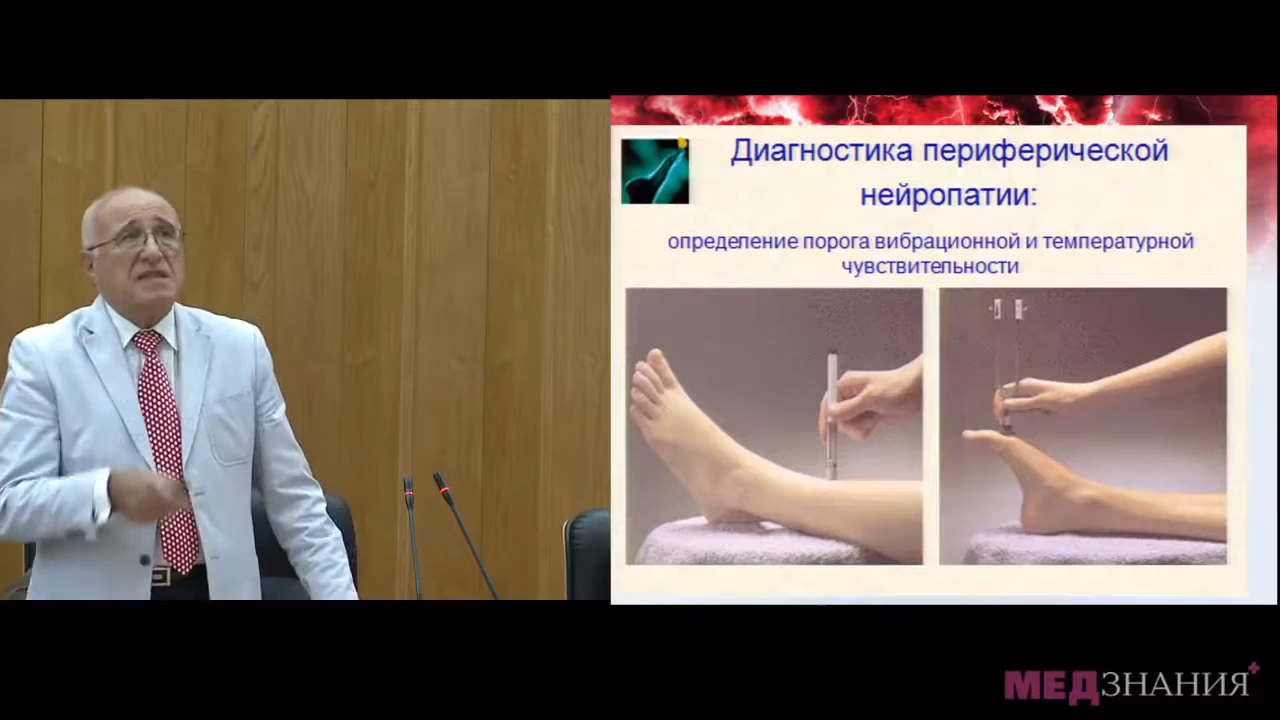 Диагностика периферической
нейропатии:
определение порога вибрационной и температурной
чувствительности
МЕДЗНАНИЯ+